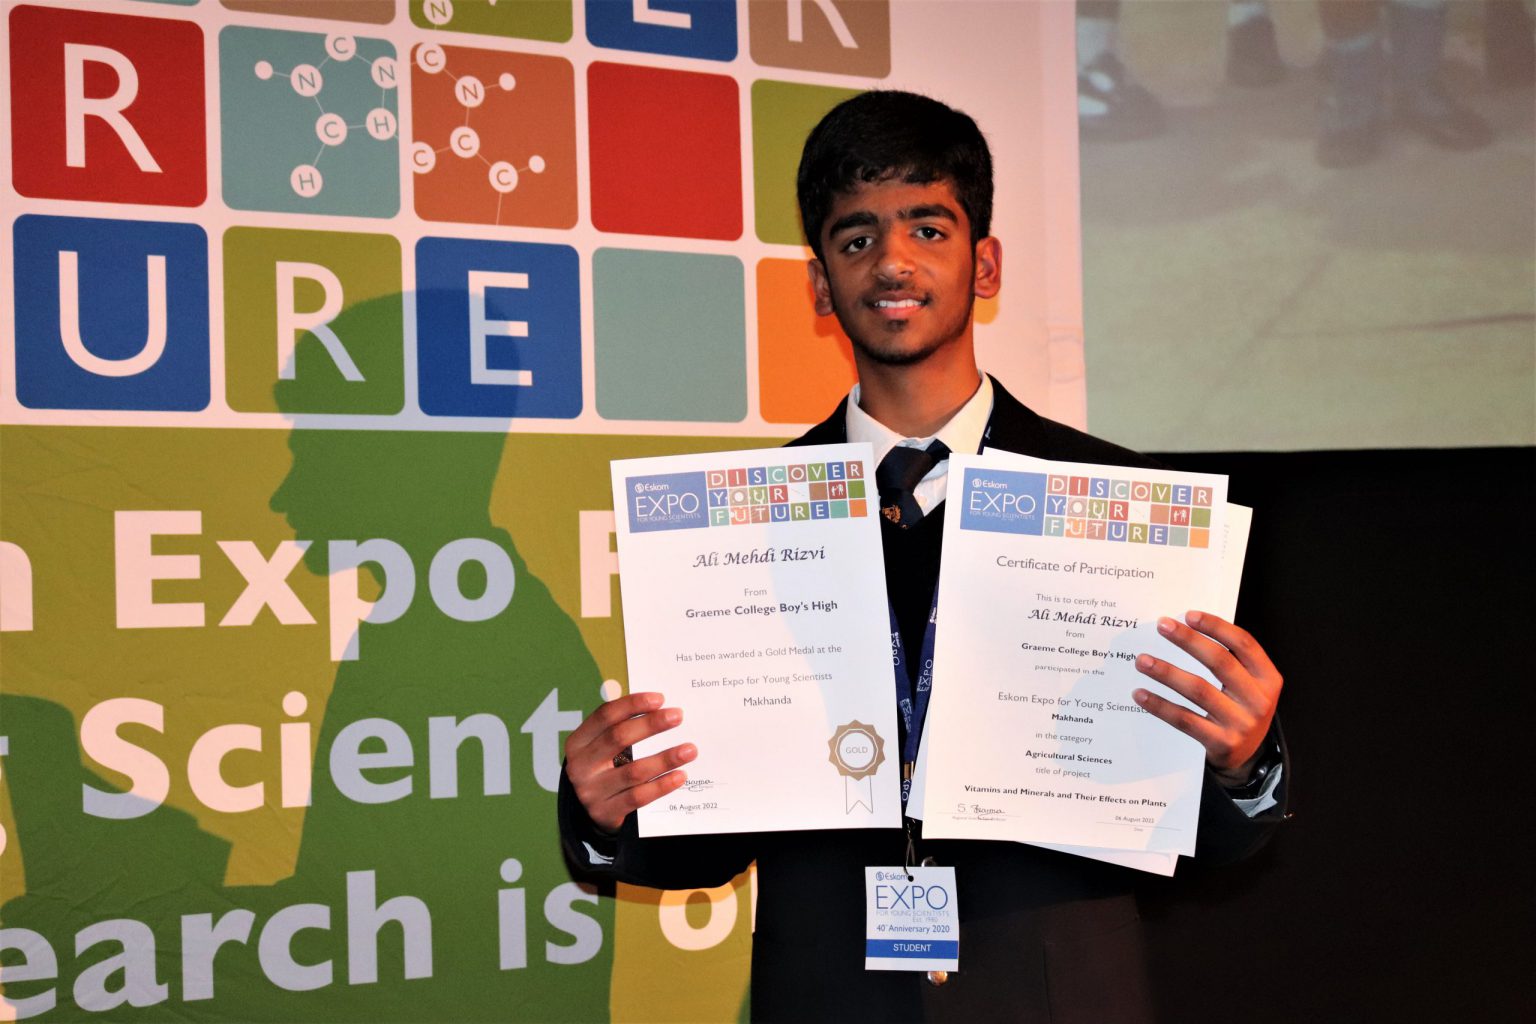 V E R
R
N C N C H H
C N C C C
U R E
n Expo
Scienti
earch is o
Eskom
EXPO
FOR YOUNG SCIENTISTS
DISCOVER
YOUR
FUTURE
Ali Mehdi Rizvi
From
Graeme College Boy's High
Has been awarded a Gold Medal at the
Eskom Expo for Young Scientists
Makhanda
GOLD
06 August 2022
Date
Eskom
EXPO
FOR YOUNG SCIENTISTS
DISCOVER
YOUR
FUTURE
Certificate of Participation
This is to certify that
Ali Mehdi Rizvi
from
Graeme College Boy's High
participated in the
Eskom Expo for Young Scientists
Makhanda
in the category
Agricultural Sciences
title of project
Vitamins and Minerals and Their Effects on Plants
06 August 2022
Date
EXPO
Eskom
EXPO
FOR YOUNG SCIENTISTS
Est. 1980
40th Anniversary 2020
STUDENT